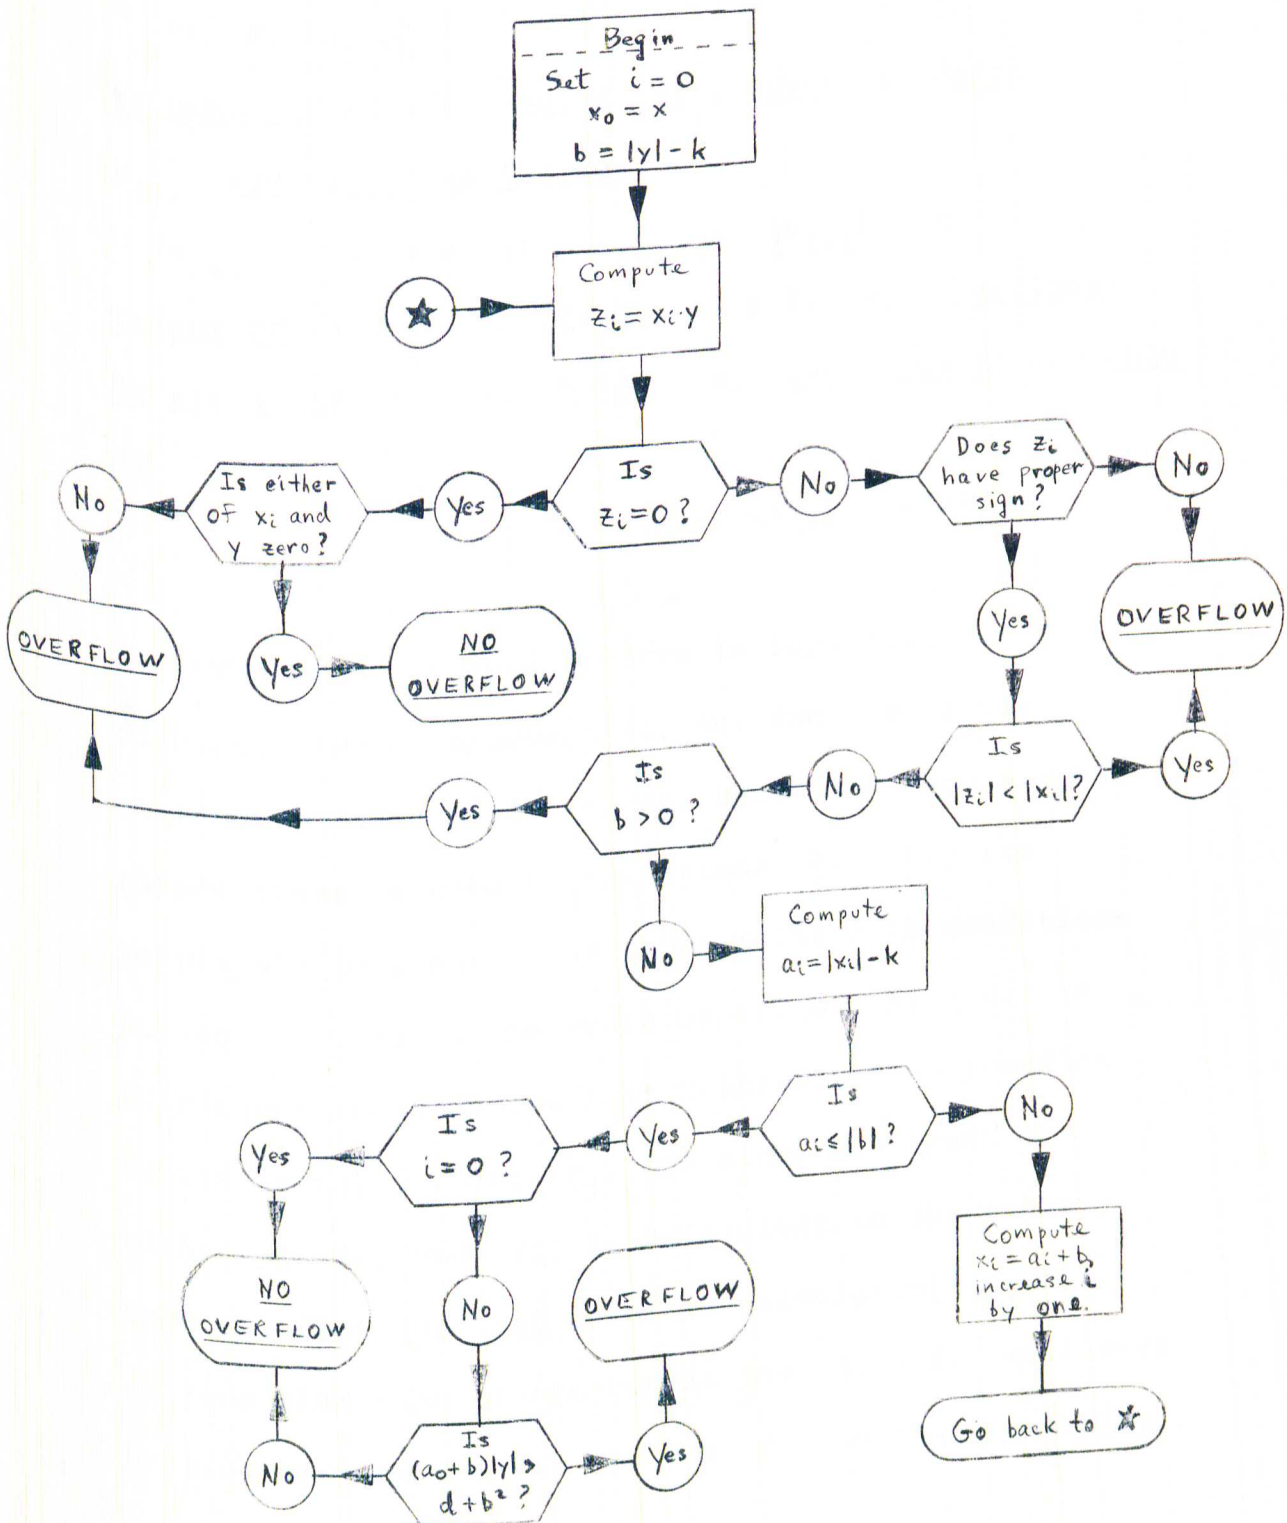 Begin
Set i = 0
x₀ = x
b = |y| - k
Compute
zᵢ = xᵢ·y
Is
zᵢ = 0 ?
No
Does zᵢ
have proper
sign?
No
OVERFLOW
Yes
Is either
of xᵢ and
y zero?
No
OVERFLOW
Yes
NO
OVERFLOW
Yes
Is
|zᵢ| < |xᵢ|?
Yes
No
Is
b > 0 ?
Yes
No
Compute
aᵢ = |xᵢ| - k
Is
aᵢ ≤ |b| ?
No
Compute
xᵢ = aᵢ + b,
increase i
by one.
Go back to ★
Yes
Is
i = 0 ?
Yes
NO
OVERFLOW
No
Is
(a₀ + b)|y| >
d + b² ?
Yes
OVERFLOW
No